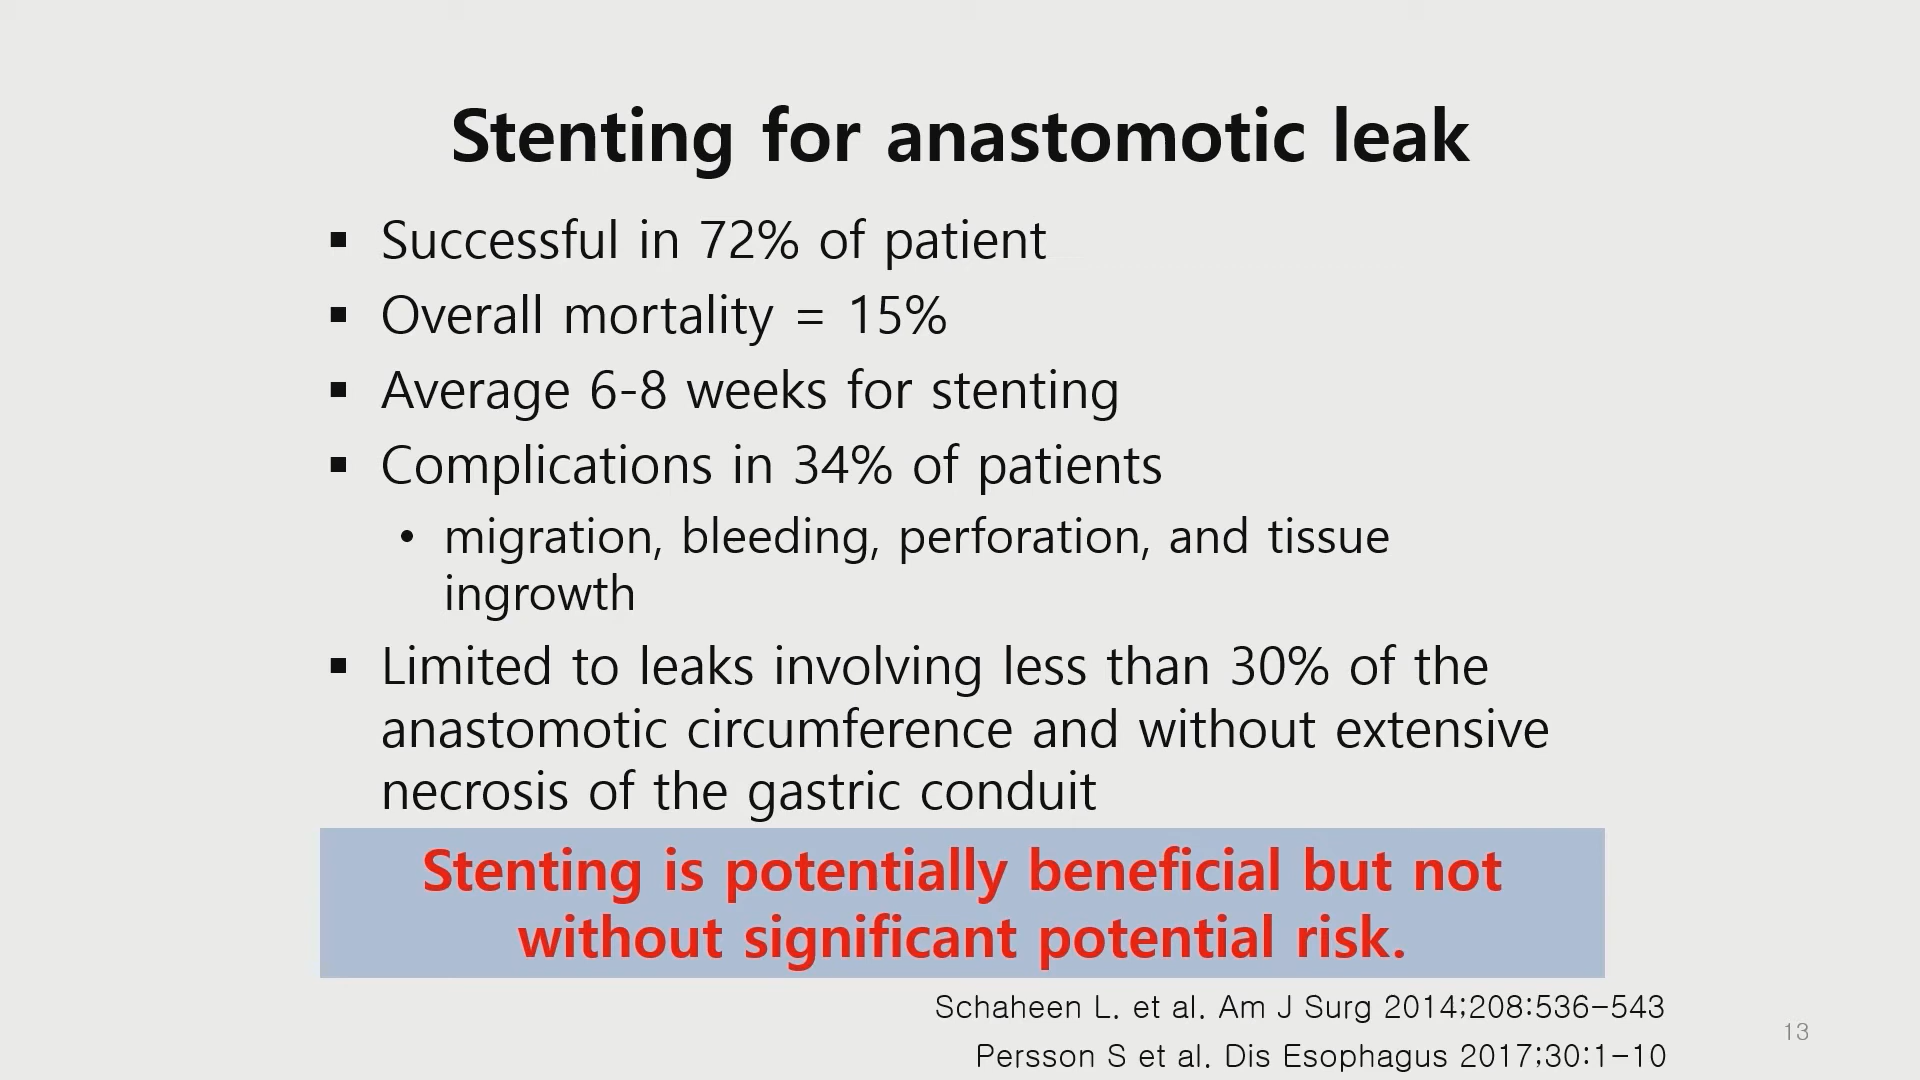 Stenting for anastomotic leak
▪ Successful in 72% of patient
▪ Overall mortality = 15%
▪ Average 6-8 weeks for stenting
▪ Complications in 34% of patients
• migration, bleeding, perforation, and tissue
ingrowth
▪ Limited to leaks involving less than 30% of the
anastomotic circumference and without extensive
necrosis of the gastric conduit
Stenting is potentially beneficial but not
without significant potential risk.
Schaheen L. et al. Am J Surg 2014;208:536-543
Persson S et al. Dis Esophagus 2017;30:1-10
13